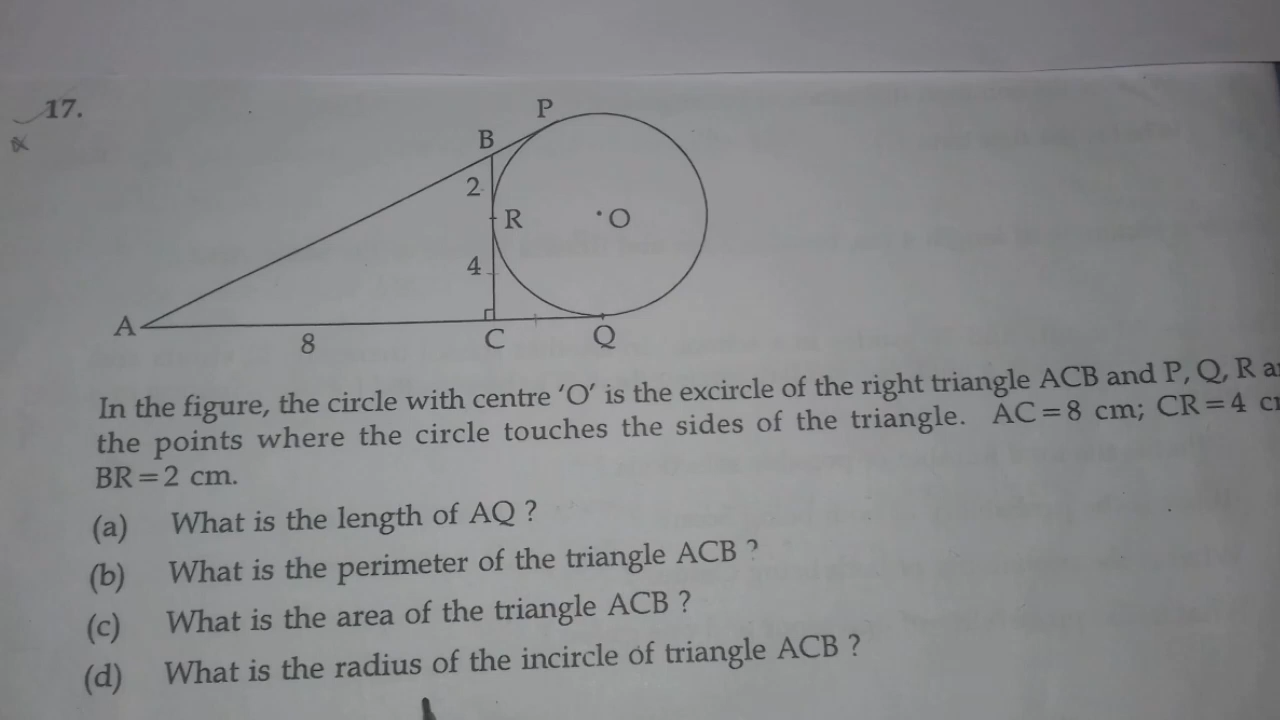 17.
P
B
2
R
·O
4
A
8
C
Q
In the figure, the circle with centre 'O' is the excircle of the right triangle ACB and P, Q, R
the points where the circle touches the sides of the triangle. AC = 8 cm; CR = 4
BR = 2 cm.
(a) What is the length of AQ ?
(b) What is the perimeter of the triangle ACB ?
(c) What is the area of the triangle ACB ?
(d) What is the radius of the incircle of triangle ACB ?